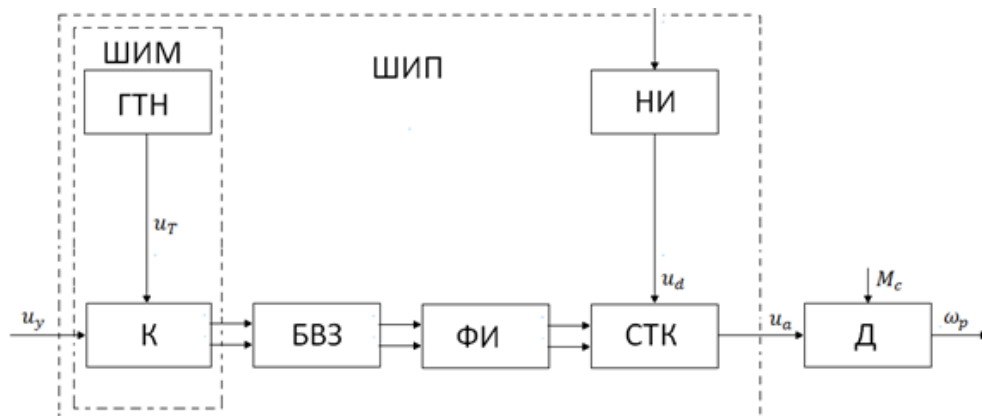 ШИМ
ШИП
ГТН
НИ
u_T
u_d
M_c
u_y
К
БВЗ
ФИ
СТК
u_a
Д
ω_p